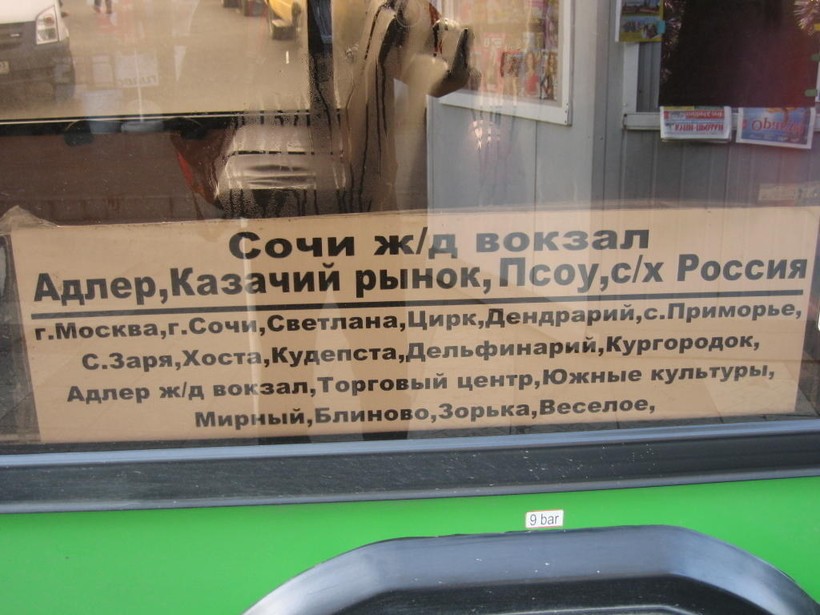 Сочи ж/д вокзал
Адлер,Казачий рынок,Псоу,с/х Россия
г.Москва,г.Сочи,Светлана,Цирк,Дендрарий,с.Приморье,
С.Заря,Хоста,Кудепста,Дельфинарий,Кургородок,
Адлер ж/д вокзал,Торговый центр,Южные культуры,
Мирный,Блиново,Зорька,Веселое,
9 bar